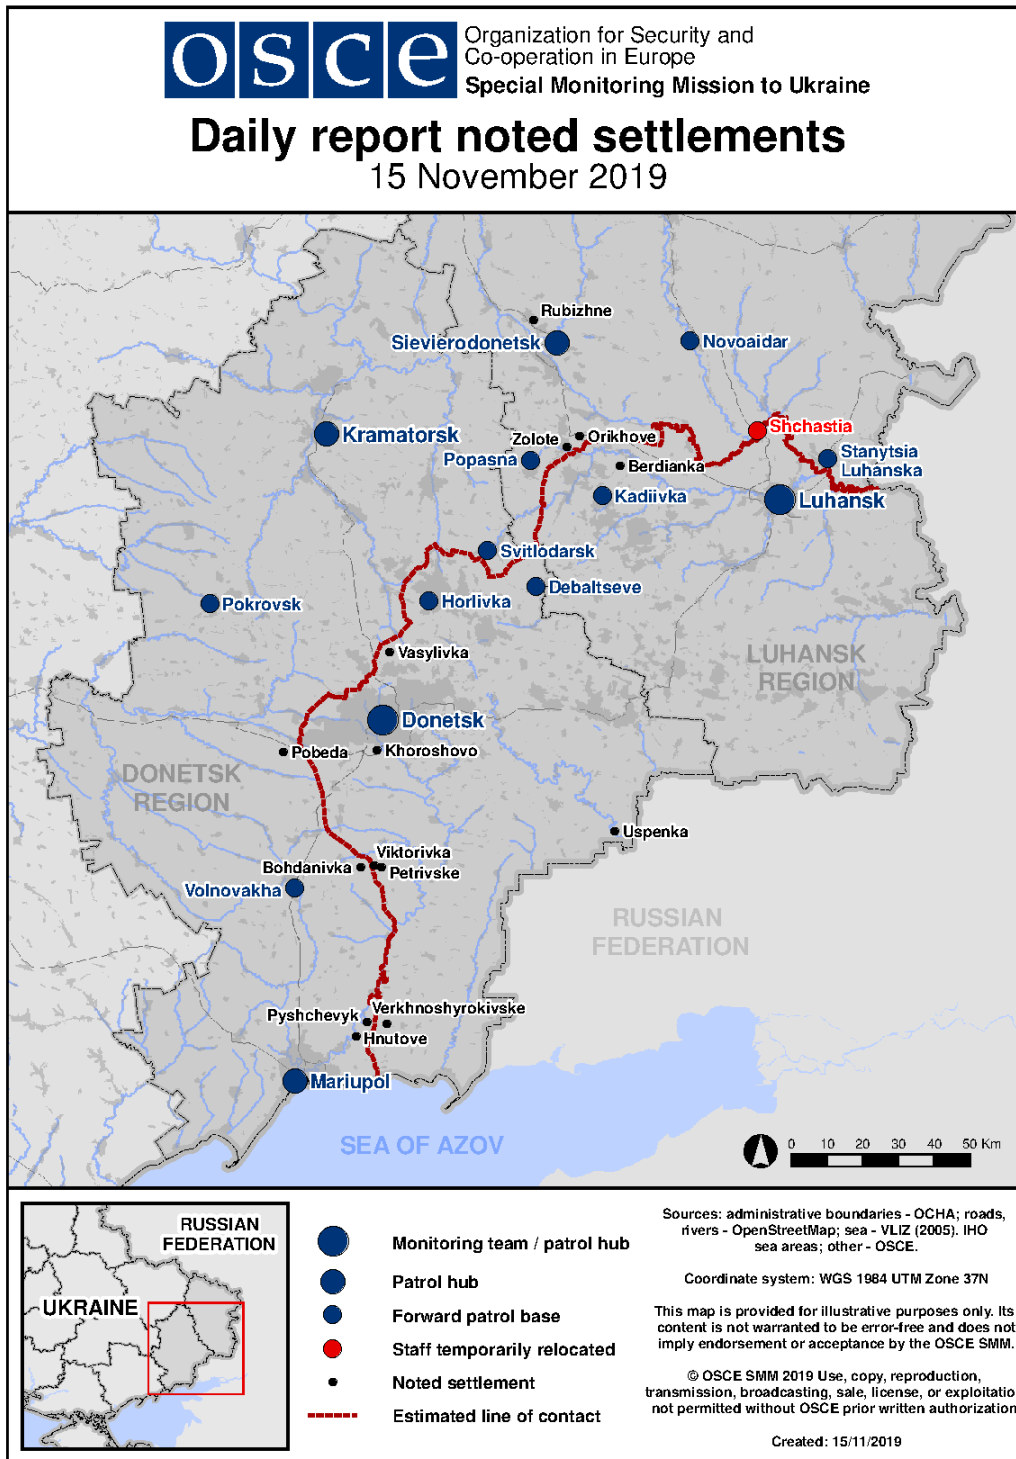 osce
Organization for Security and
Co-operation in Europe
Special Monitoring Mission to Ukraine
Daily report noted settlements
15 November 2019
Rubizhne
Sievierodonetsk
Novoaidar
Kramatorsk
Shchastia
Zolote
Orikhove
Popasna
Berdianka
Stanytsia
Luhanska
Kadiivka
Luhansk
Svitlodarsk
Debaltseve
Pokrovsk
Horlivka
Vasylivka
LUHANSK
REGION
Donetsk
Pobeda
Khoroshovo
DONETSK
REGION
Uspenka
Viktorivka
Bohdanivka
Petrivske
Volnovakha
RUSSIAN
FEDERATION
Verkhnoshyrokivske
Pyshchevyk
Hnutove
Mariupol
SEA OF AZOV
0 10 20 30 40 50 Km
RUSSIAN
FEDERATION
UKRAINE
Monitoring team / patrol hub
Patrol hub
Forward patrol base
Staff temporarily relocated
Noted settlement
Estimated line of contact
Sources: administrative boundaries - OCHA; roads,
rivers - OpenStreetMap; sea - VLIZ (2005). IHO
sea areas; other - OSCE.
Coordinate system: WGS 1984 UTM Zone 37N
This map is provided for illustrative purposes only. Its
content is not warranted to be error-free and does not
imply endorsement or acceptance by the OSCE SMM.
© OSCE SMM 2019 Use, copy, reproduction,
transmission, broadcasting, sale, license, or exploitatio
not permitted without OSCE prior written authorization
Created: 15/11/2019